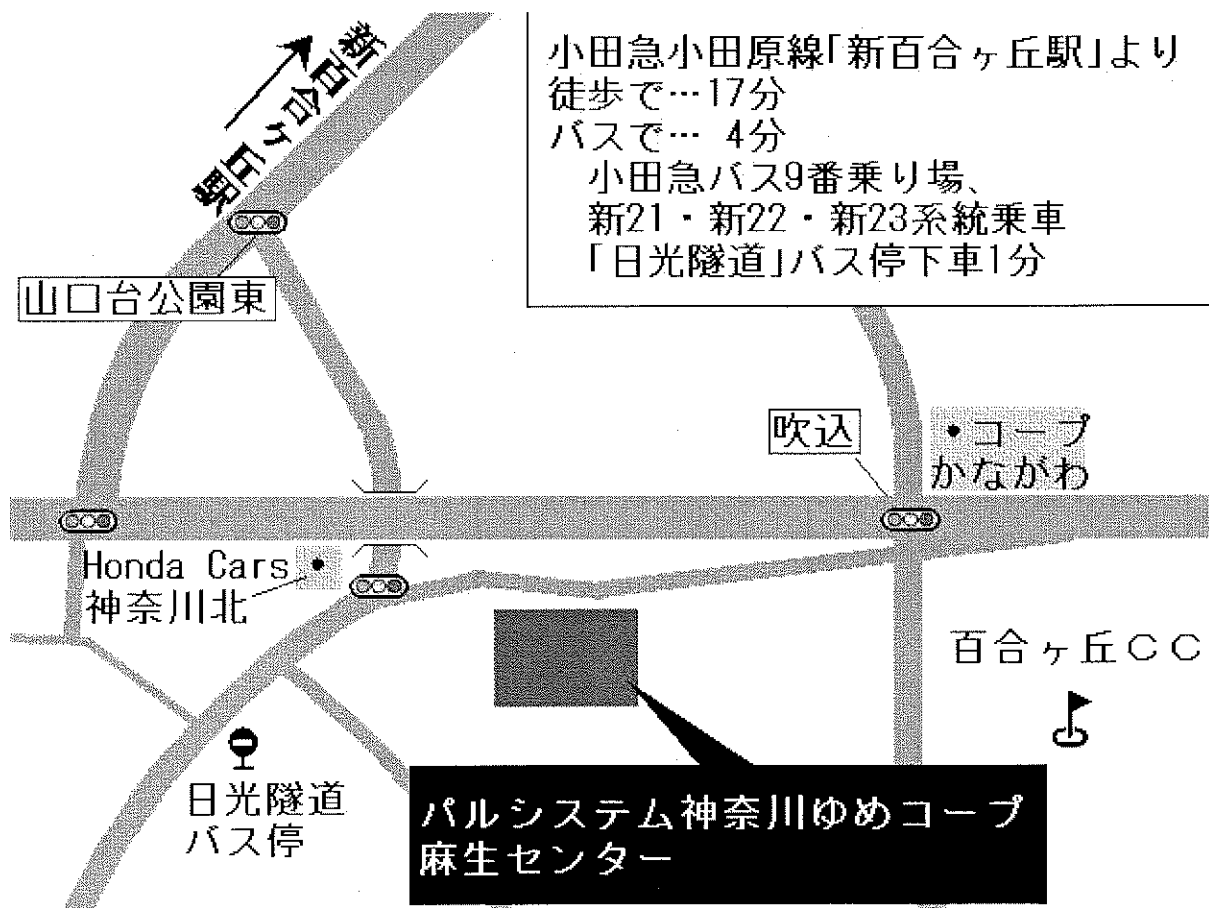 新百合ヶ丘駅
小田急小田原線「新百合ヶ丘駅」より
徒歩で…17分
バスで… 4分
小田急バス9番乗り場、
新21・新22・新23系統乗車
「日光隧道」バス停下車1分
山口台公園東
吹込
・コープ
かながわ
Honda Cars
神奈川北
百合ヶ丘CC
日光隧道
バス停
パルシステム神奈川ゆめコープ
麻生センター